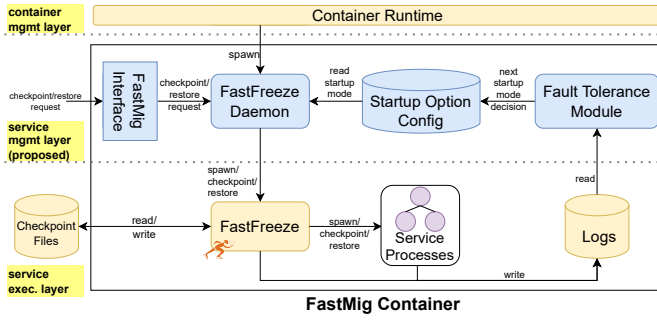 container
mgmt layer
Container Runtime
spawn
checkpoint/restore
request
FastMig
Interface
checkpoint/
restore
request
FastFreeze
Daemon
read
startup
mode
Startup Option
Config
next
startup
mode
decision
Fault Tolerance
Module
service
mgmt layer
(proposed)
spawn/
checkpoint/
restore
read
Checkpoint
Files
read/
write
FastFreeze
spawn/
checkpoint/
restore
Service
Processes
Logs
write
service
exec. layer
FastMig Container